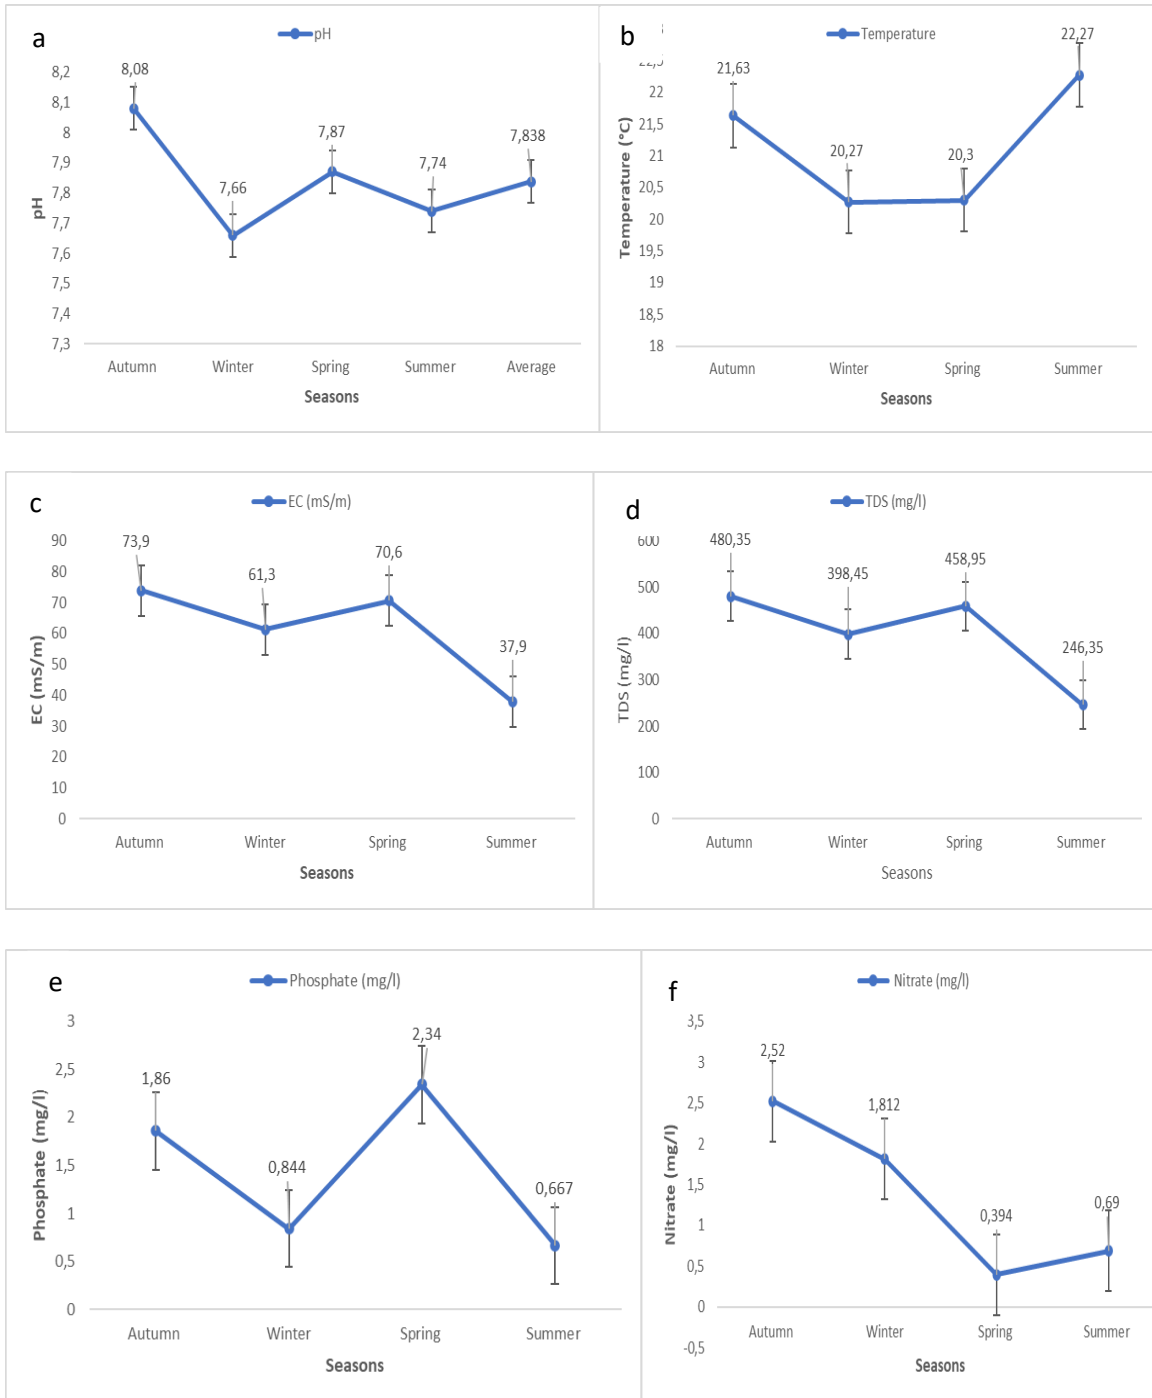 a
pH
8,2
8,1
8
7,9
7,8
7,7
7,6
7,5
7,4
7,3
pH
8,08
7,66
7,87
7,74
7,838
Autumn Winter Spring Summer Average
Seasons
b
Temperature
22,5
22
21,5
21
20,5
20
19,5
19
18,5
18
Temperature (°C)
21,63
20,27
20,3
22,27
Autumn Winter Spring Summer
Seasons
c
EC (mS/m)
90
80
70
60
50
40
30
20
10
0
EC (mS/m)
73,9
61,3
70,6
37,9
Autumn Winter Spring Summer
Seasons
d
TDS (mg/l)
600
500
400
300
200
100
0
TDS (mg/l)
480,35
398,45
458,95
246,35
Autumn Winter Spring Summer
Seasons
e
Phosphate (mg/l)
3
2,5
2
1,5
1
0,5
0
Phosphate (mg/l)
1,86
0,844
2,34
0,667
Autumn Winter Spring Summer
Seasons
f
Nitrate (mg/l)
3,5
3
2,5
2
1,5
1
0,5
0
-0,5
Nitrate (mg/l)
2,52
1,812
0,394
0,69
Autumn Winter Spring Summer
Seasons